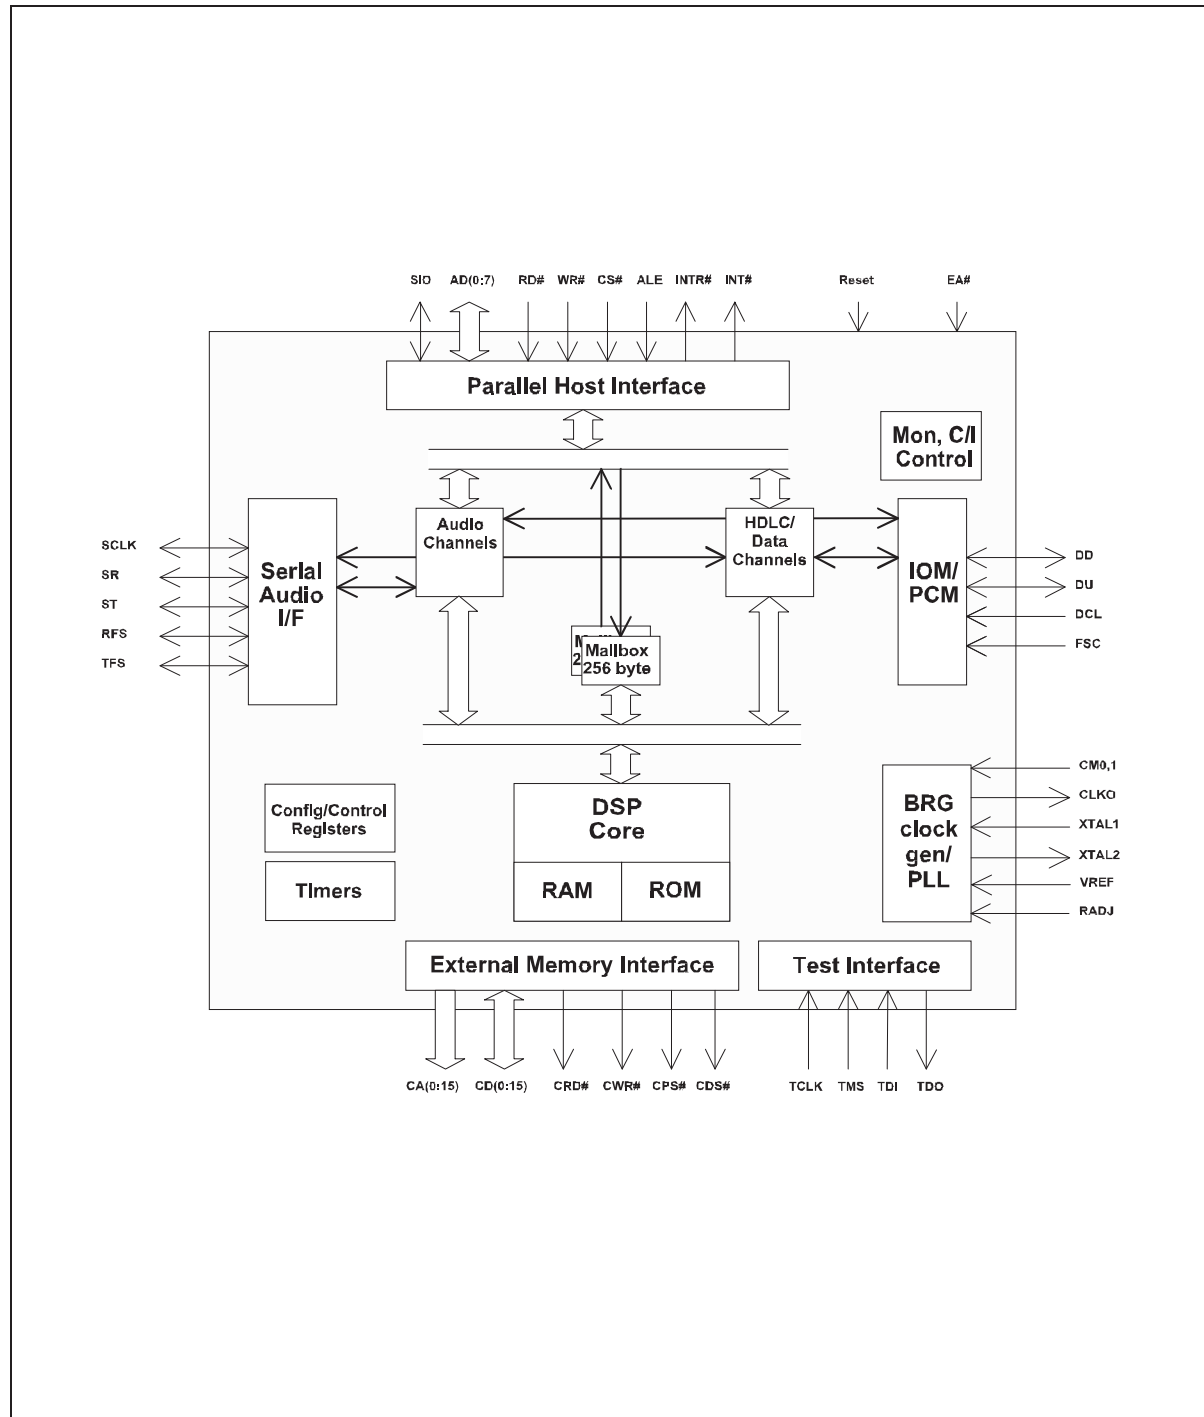 SIO AD(0:7) RD# WR# CS# ALE INTR# INT# Reset EA#
Parallel Host Interface
Mon, C/I
Control
Audio
Channels
HDLC/
Data
Channels
SCLK
SR
ST
RFS
TFS
Serial
Audio
I/F
IOM/
PCM
DD
DU
DCL
FSC
Mailbox
256 byte
Config/Control
Registers
Timers
DSP
Core
RAM
ROM
BRG
clock
gen/
PLL
CM0,1
CLKO
XTAL1
XTAL2
VREF
RADJ
External Memory Interface
Test Interface
CA(0:15) CD(0:15) CRD# CWR# CPS# CDS# TCLK TMS TDI TDO